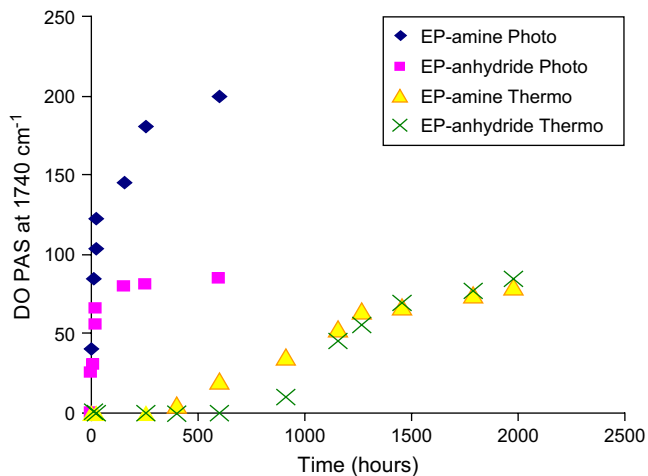 250
200
150
100
50
0
DO PAS at 1740 cm⁻¹
EP-amine Photo
EP-anhydride Photo
EP-amine Thermo
EP-anhydride Thermo
0 500 1000 1500 2000 2500
Time (hours)